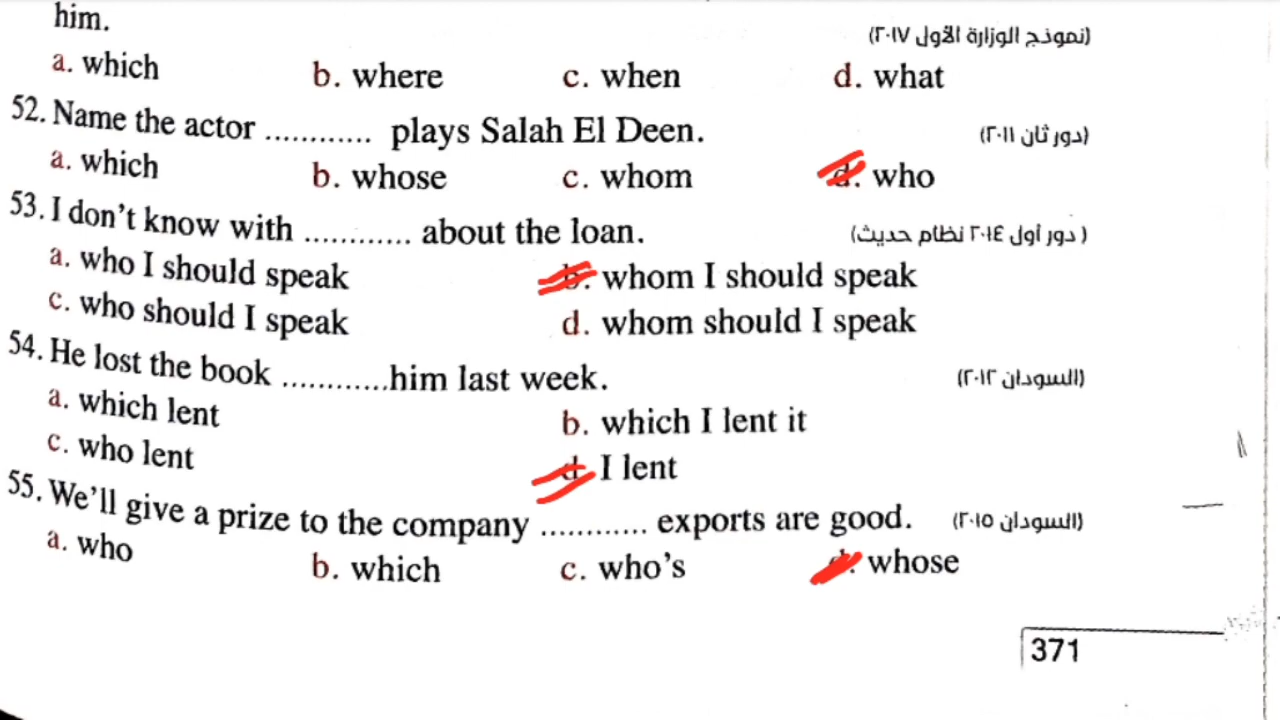 him.
(نموذج الوزارة الأول ٢٠١٧)
a. which b. where c. when d. what
52. Name the actor ............ plays Salah El Deen. (دور ثان ٢٠١١)
a. which b. whose c. whom d. who
53. I don't know with ............ about the loan. (دور أول ٢٠١٤ نظام حديث)
a. who I should speak b. whom I should speak
c. who should I speak d. whom should I speak
54. He lost the book ............him last week. (السودان ٢٠١٢)
a. which lent b. which I lent it
c. who lent d. I lent
55. We'll give a prize to the company ............ exports are good. (السودان ٢٠١٥)
a. who b. which c. who's d. whose
371